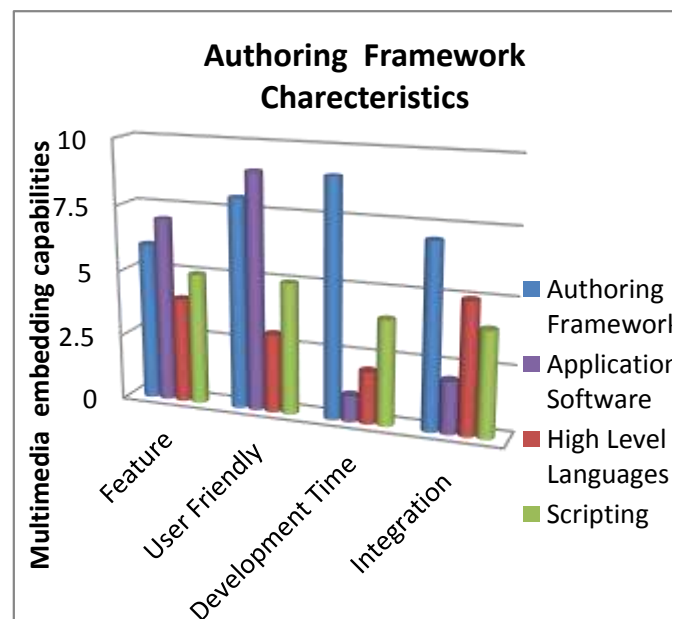 Authoring Framework
Charecteristics
Multimedia embedding capabilities
10
7.5
5
2.5
0
Feature
User Friendly
Development Time
Integration
Authoring
Framework
Application
Software
High Level
Languages
Scripting